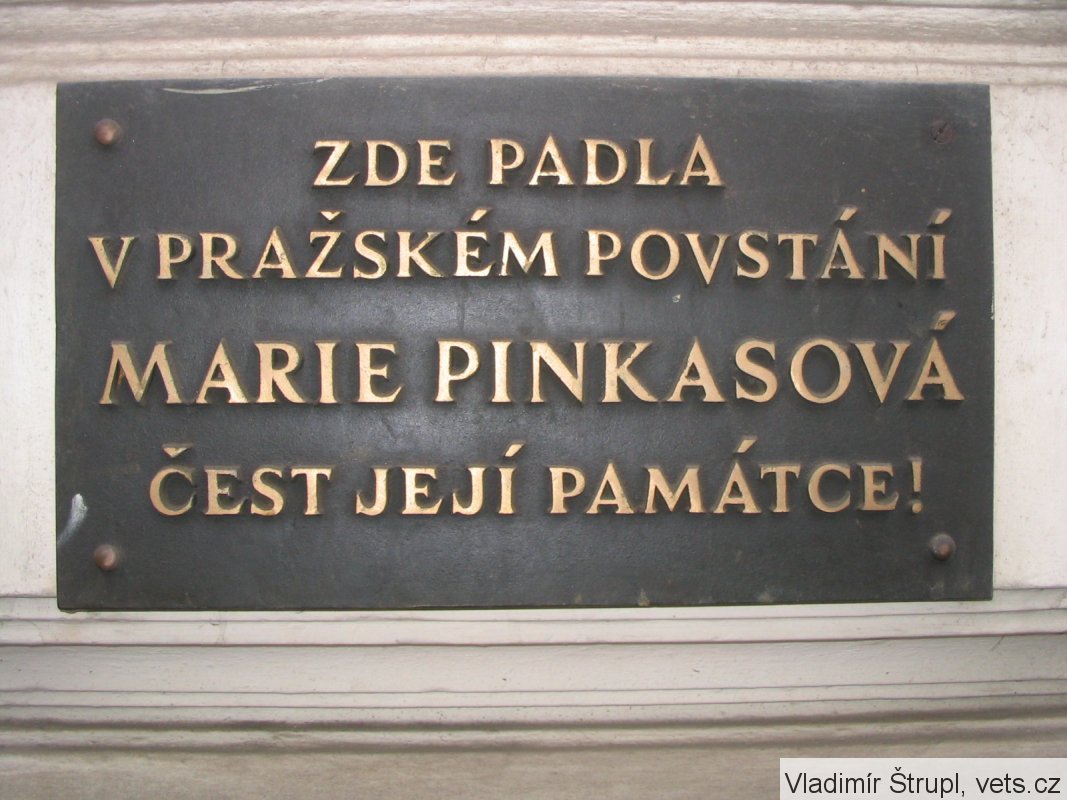 ZDE PADLA
V PRAŽSKÉM POVSTÁNÍ
MARIE PINKASOVÁ
ČEST JEJÍ PAMÁTCE!
Vladimír Štrupl, vets.cz